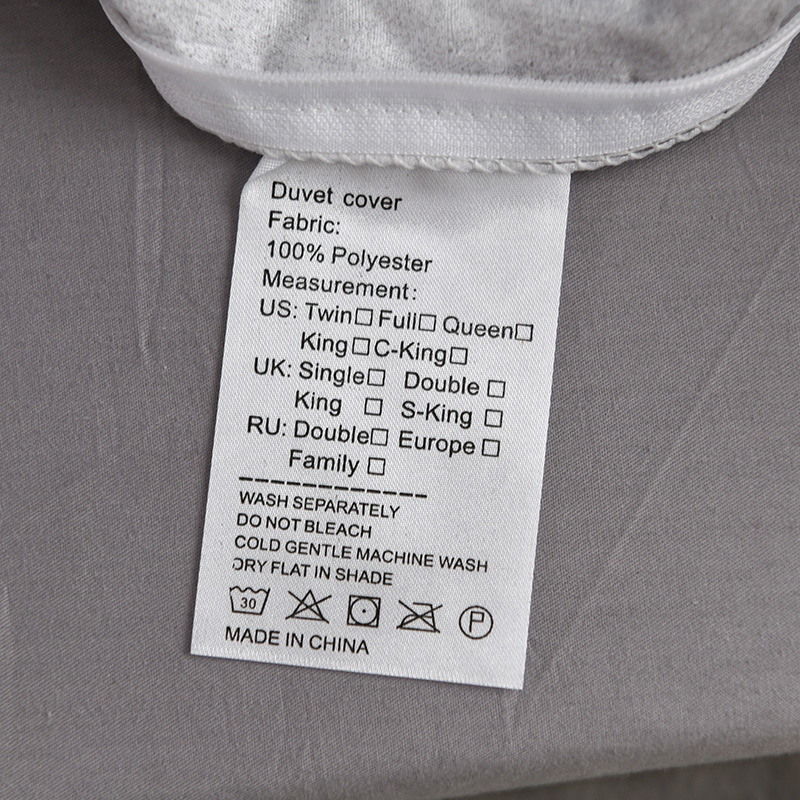 Duvet cover
Fabric:
100% Polyester
Measurement:
US: Twin□ Full□ Queen□
King□ C-King□
UK: Single□ Double □
King □ S-King □
RU: Double□ Europe □
Family □
WASH SEPARATELY
DO NOT BLEACH
COLD GENTLE MACHINE WASH
DRY FLAT IN SHADE
30 P
MADE IN CHINA